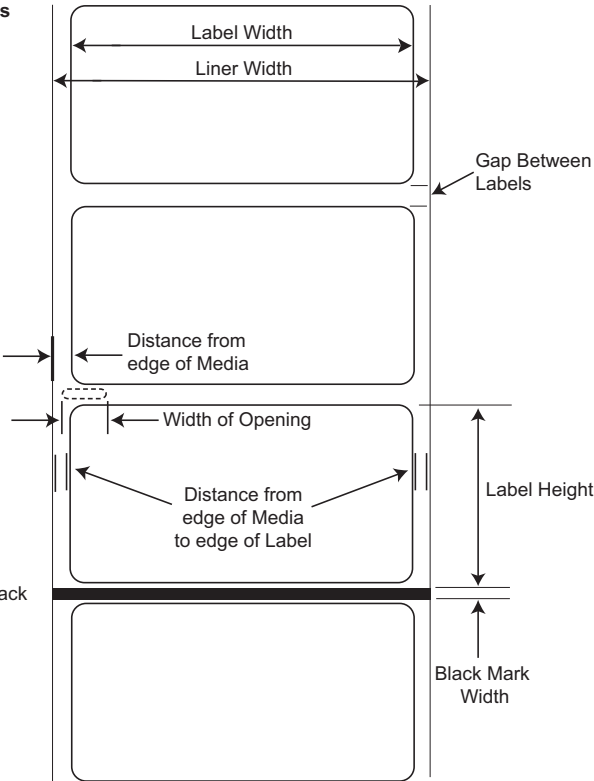 s
Label Width
Liner Width
Gap Between
Labels
Distance from
edge of Media
Width of Opening
Distance from
edge of Media
to edge of Label
Label Height
ack
Black Mark
Width